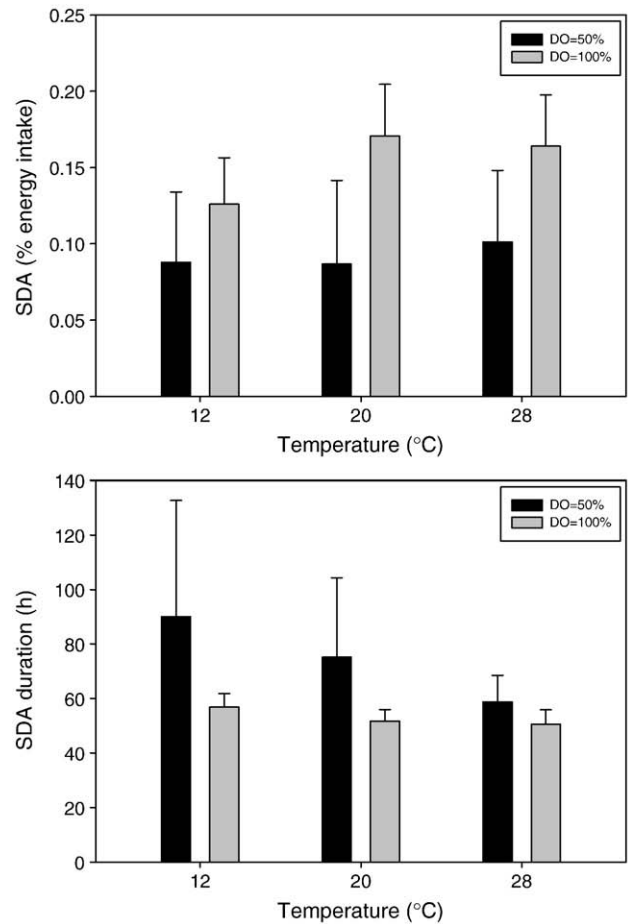 0.25
0.20
0.15
0.10
0.05
0.00
SDA (% energy intake)
DO=50%
DO=100%
12 20 28
Temperature (°C)
140
120
100
80
60
40
20
0
SDA duration (h)
DO=50%
DO=100%
12 20 28
Temperature (°C)